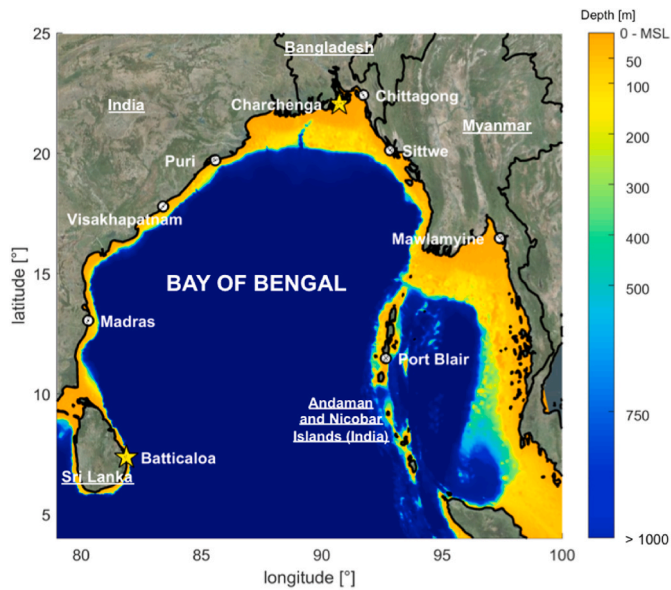 Depth [m]
25
20
15
10
5
80
85
90
95
100
latitude [°]
longitude [°]
Bangladesh
India
Charchenga
Chittagong
Myanmar
Puri
Sittwe
Visakhapatnam
Mawlamyine
BAY OF BENGAL
Madras
Port Blair
Andaman
and Nicobar
Islands (India)
Batticaloa
Sri Lanka
0 - MSL
50
100
200
300
400
500
750
> 1000